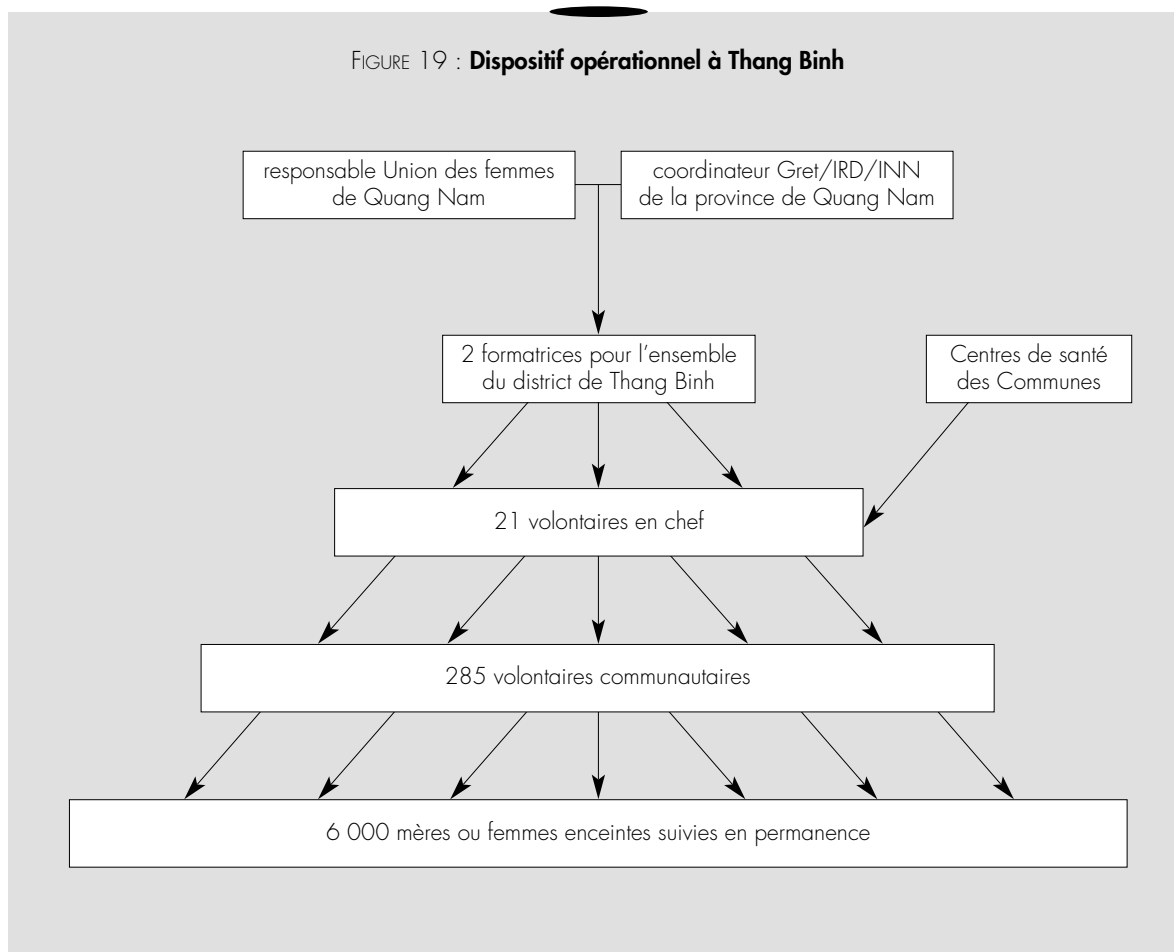 FIGURE 19 : Dispositif opérationnel à Thang Binh
responsable Union des femmes
de Quang Nam
coordinateur Gret/IRD/INN
de la province de Quang Nam
2 formatrices pour l'ensemble
du district de Thang Binh
Centres de santé
des Communes
21 volontaires en chef
285 volontaires communautaires
6 000 mères ou femmes enceintes suivies en permanence